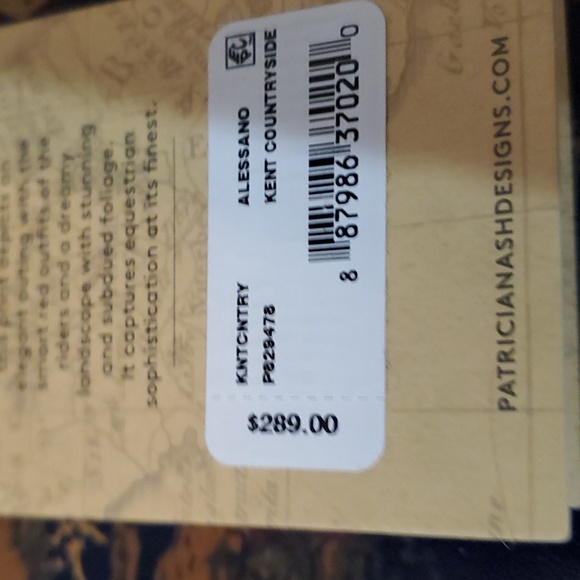 elegant outing with the
smart red outfits of the
riders and a dreamy
landscape with stunning
and subdued foliage.
It captures equestrian
sophistication at its finest.
KNTCNTRY ALESSANO
P829478 KENT COUNTRYSIDE
8 87986 37020 0
$289.00
PATRICIANASHDESIGNS.COM